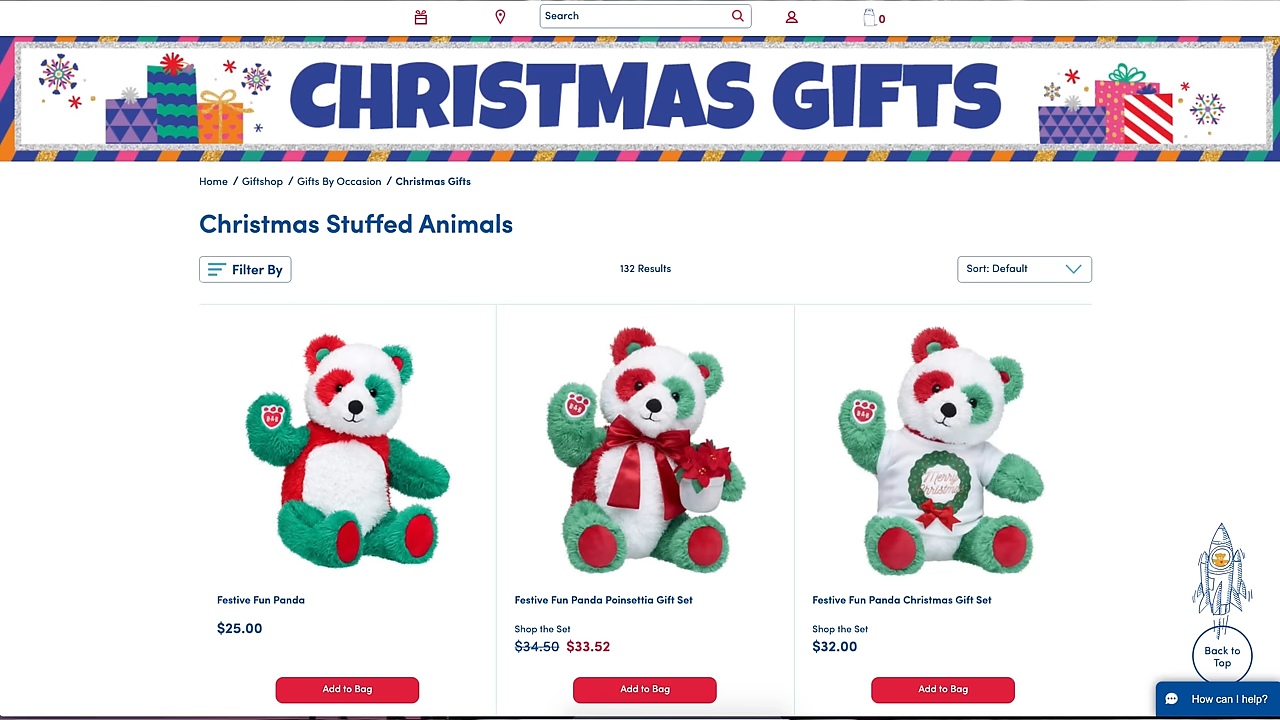 Search
0
CHRISTMAS GIFTS
Home / Giftshop / Gifts By Occasion / Christmas Gifts
Christmas Stuffed Animals
Filter By
132 Results
Sort: Default
BAB
BAB
BAB
Merry
Christmas
Festive Fun Panda
$25.00
Add to Bag
Festive Fun Panda Poinsettia Gift Set
Shop the Set
$34.50 $33.52
Add to Bag
Festive Fun Panda Christmas Gift Set
Shop the Set
$32.00
Add to Bag
Back to
Top
How can I help?